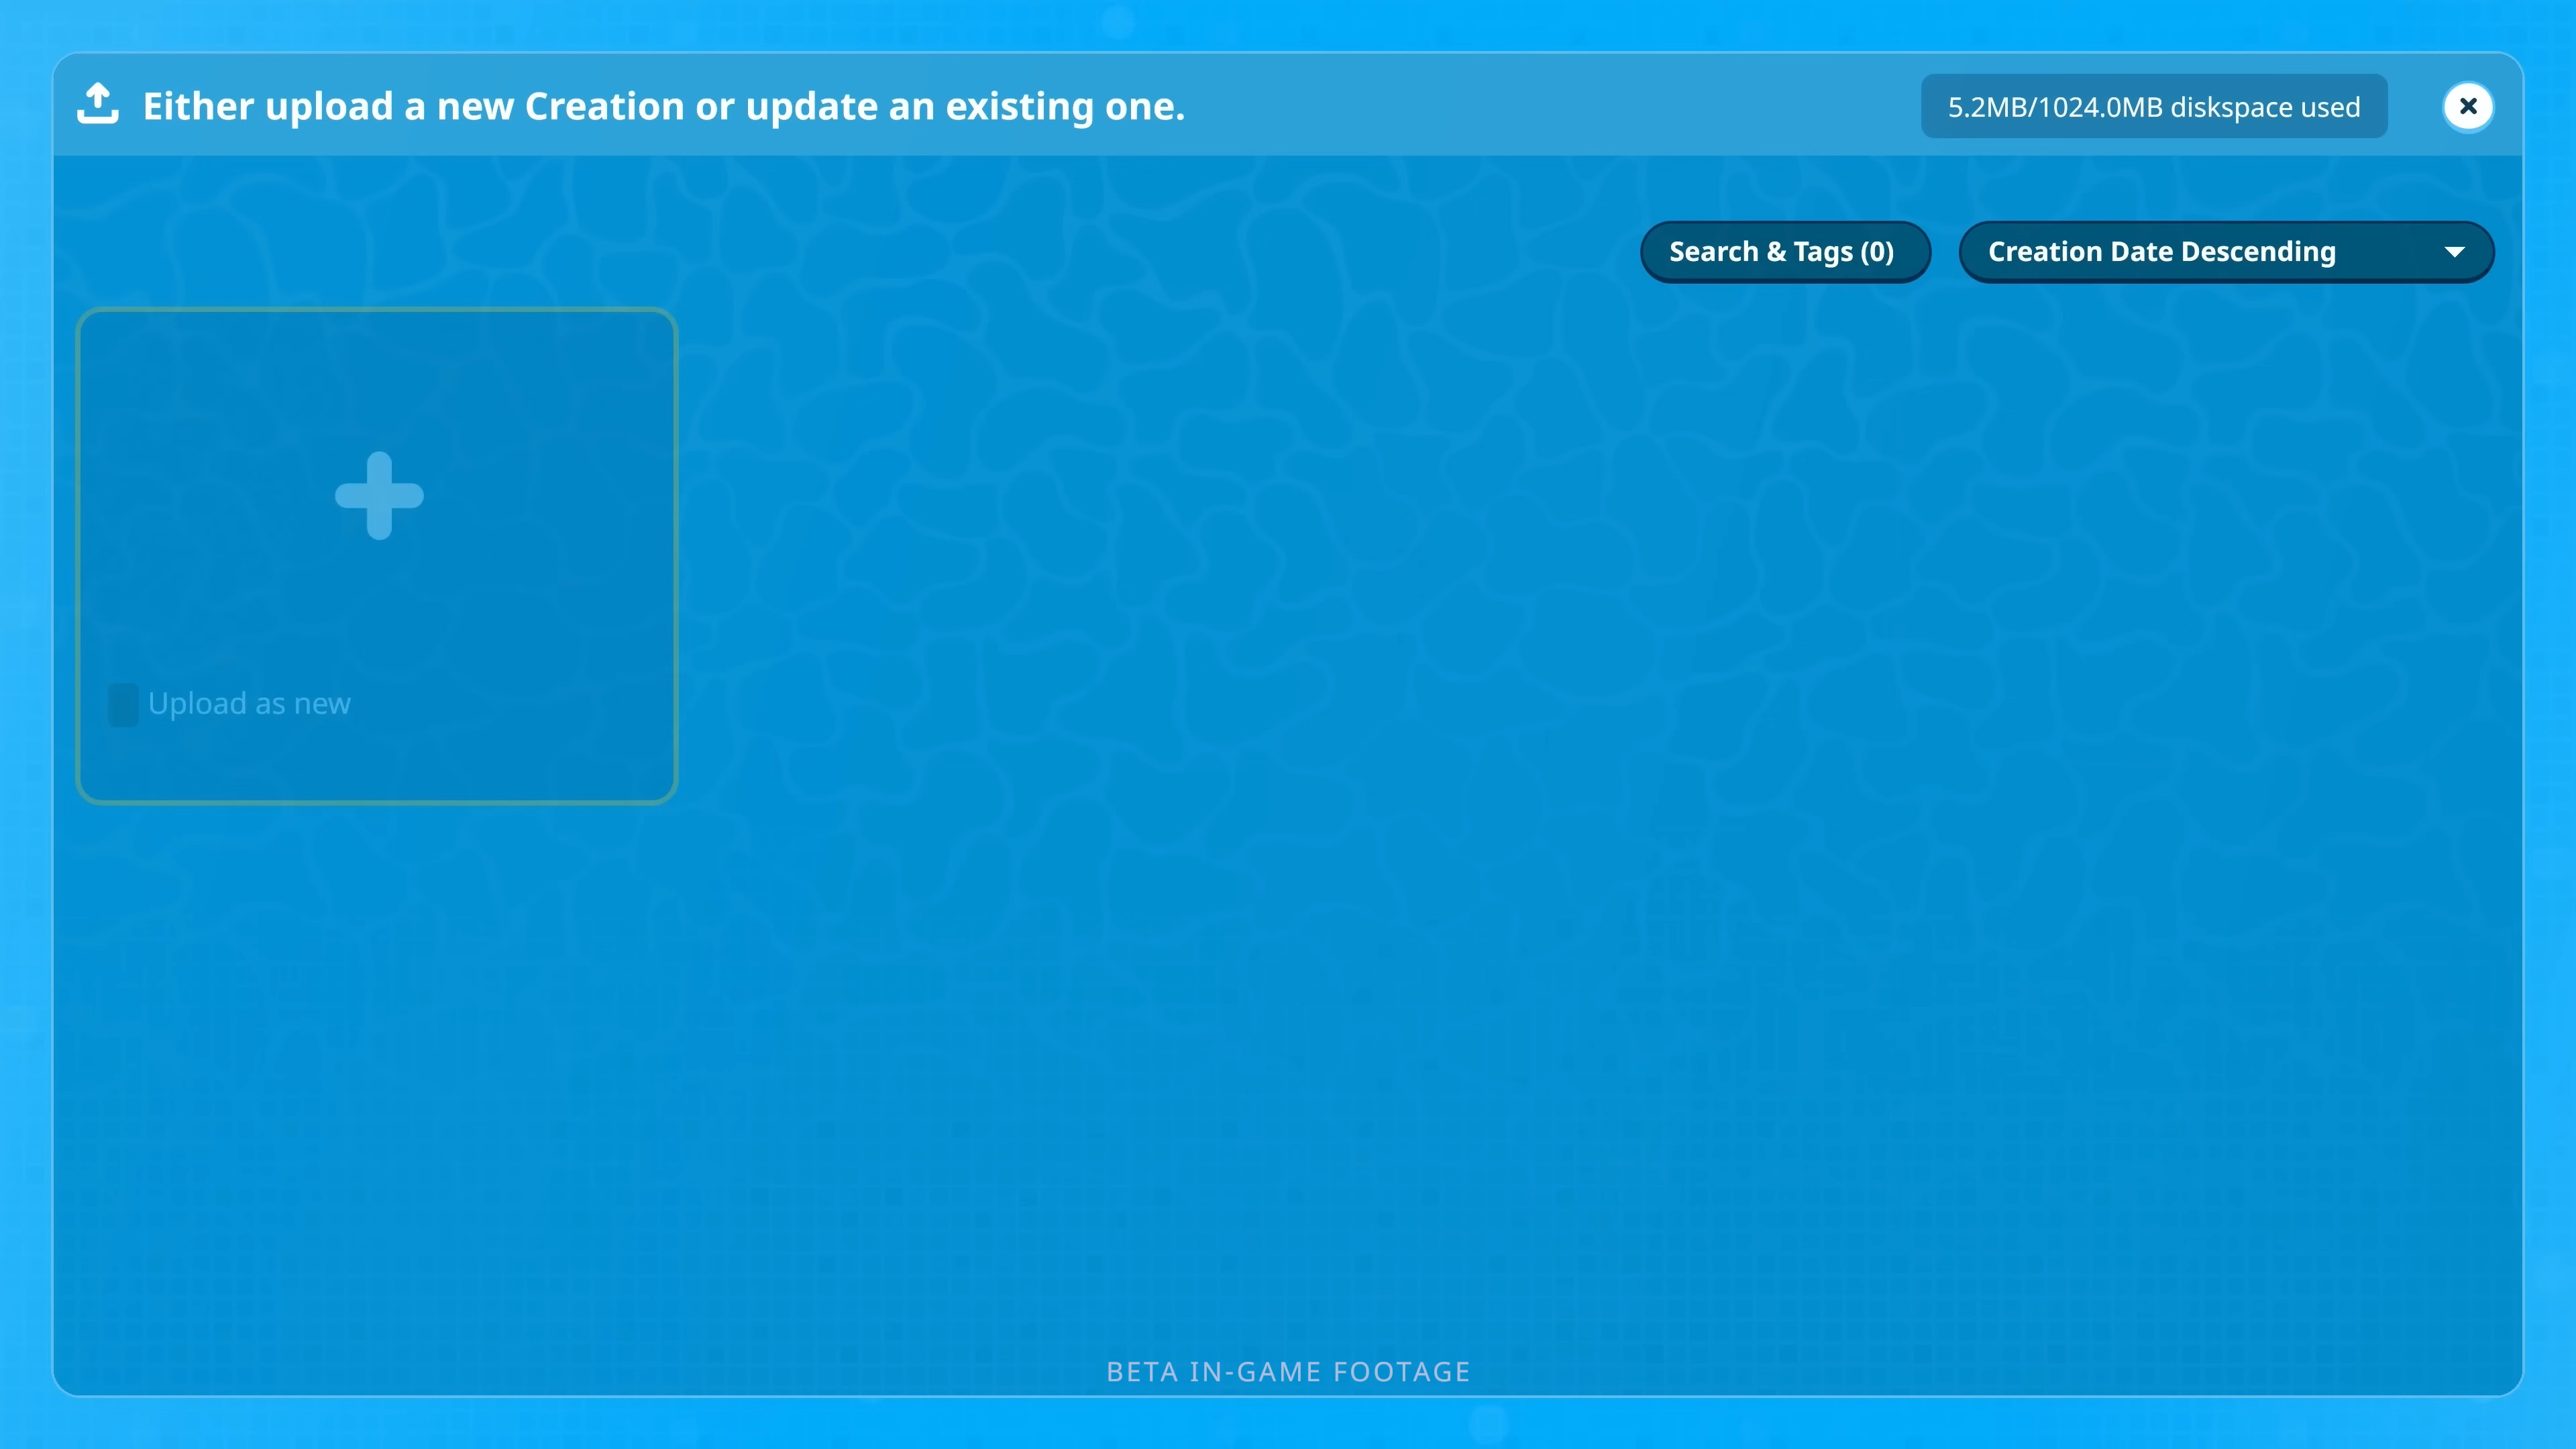 Either upload a new Creation or update an existing one.
5.2MB/1024.0MB diskspace used
Search & Tags (0)
Creation Date Descending
Upload as new
BETA IN-GAME FOOTAGE